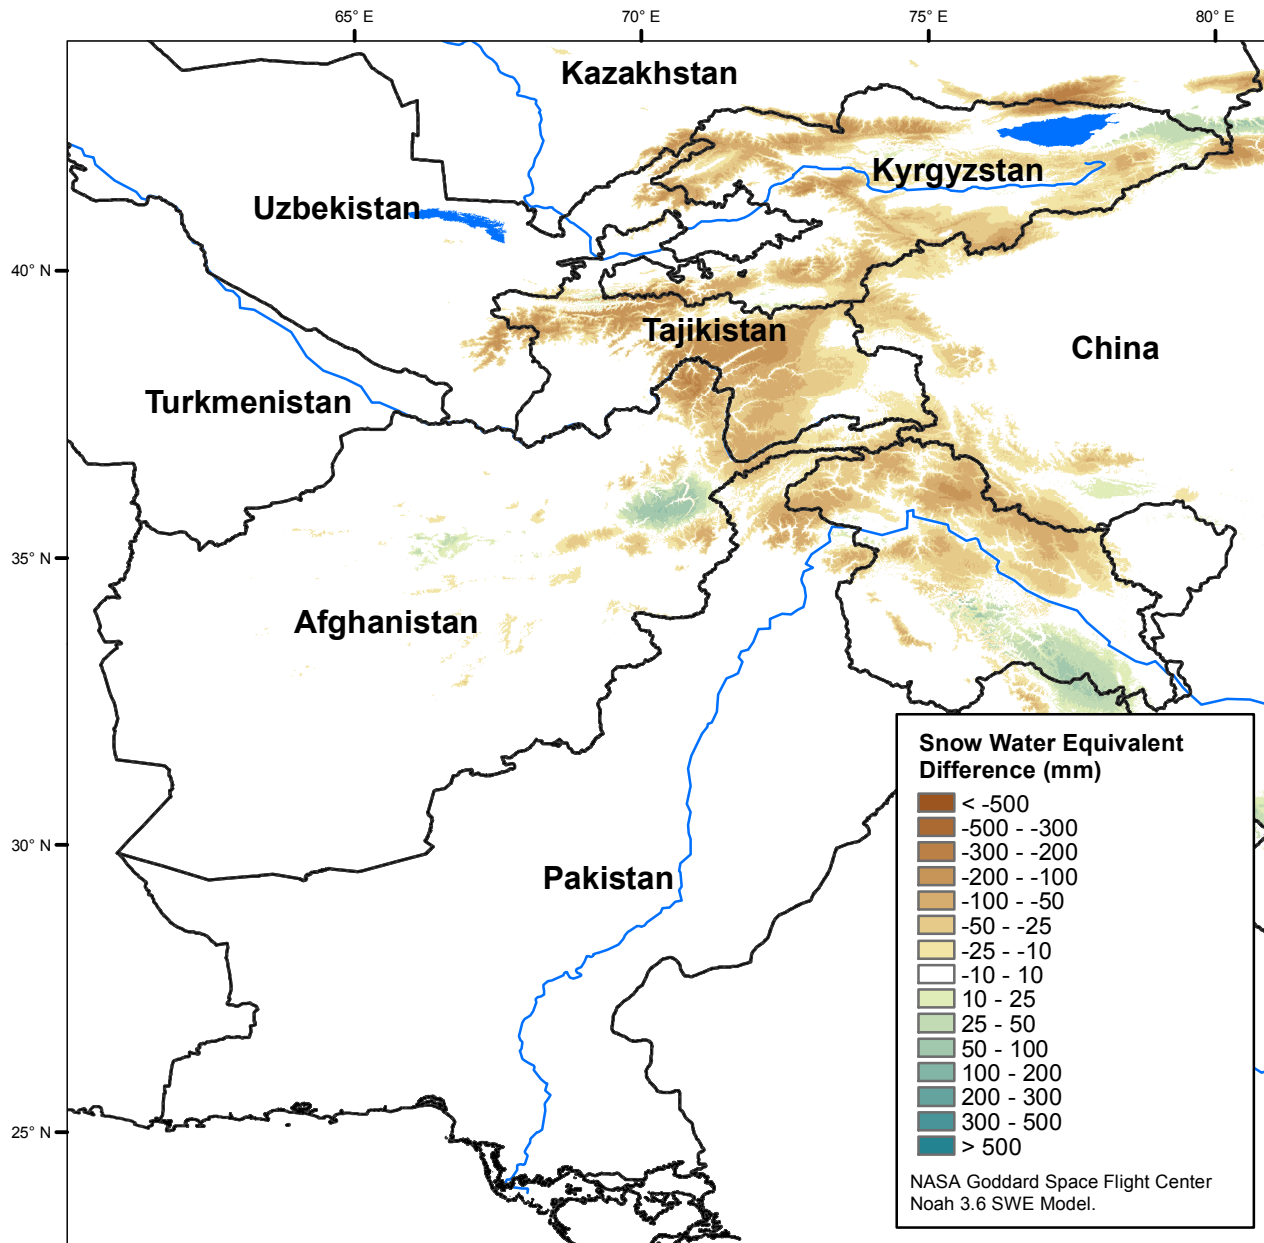 65° E
70° E
75° E
80° E
Kazakhstan
Kyrgyzstan
Uzbekistan
40° N
Tajikistan
China
Turkmenistan
35° N
Afghanistan
30° N
Pakistan
25° N
Snow Water Equivalent
Difference (mm)
< -500
-500 - -300
-300 - -200
-200 - -100
-100 - -50
-50 - -25
-25 - -10
-10 - 10
10 - 25
25 - 50
50 - 100
100 - 200
200 - 300
300 - 500
> 500
NASA Goddard Space Flight Center
Noah 3.6 SWE Model.